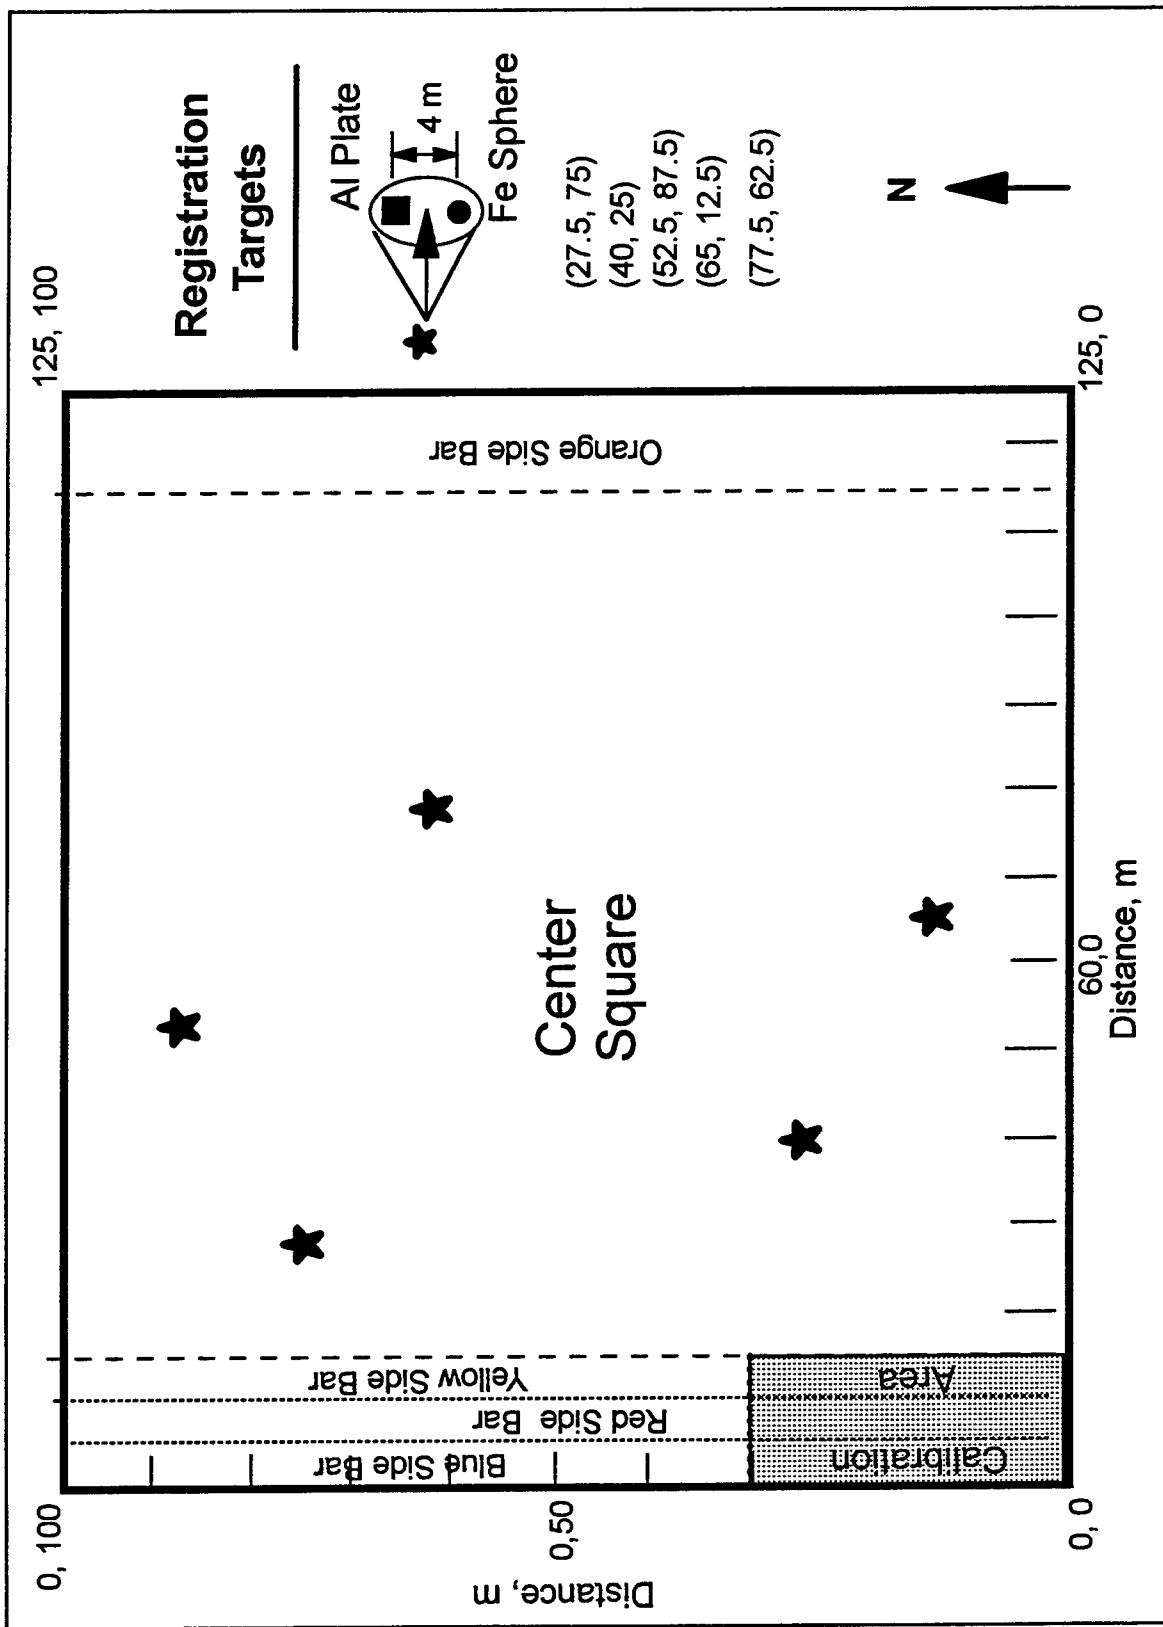 0, 100
125, 100
Registration
Targets
Al Plate
4 m
Fe Sphere
(27.5, 75)
(40, 25)
(52.5, 87.5)
(65, 12.5)
(77.5, 62.5)
N
Blue Side Bar
Red Side Bar
Yellow Side Bar
Center
Square
Orange Side Bar
Calibration
Area
0,50
Distance, m
0, 0
60,0
Distance, m
125, 0